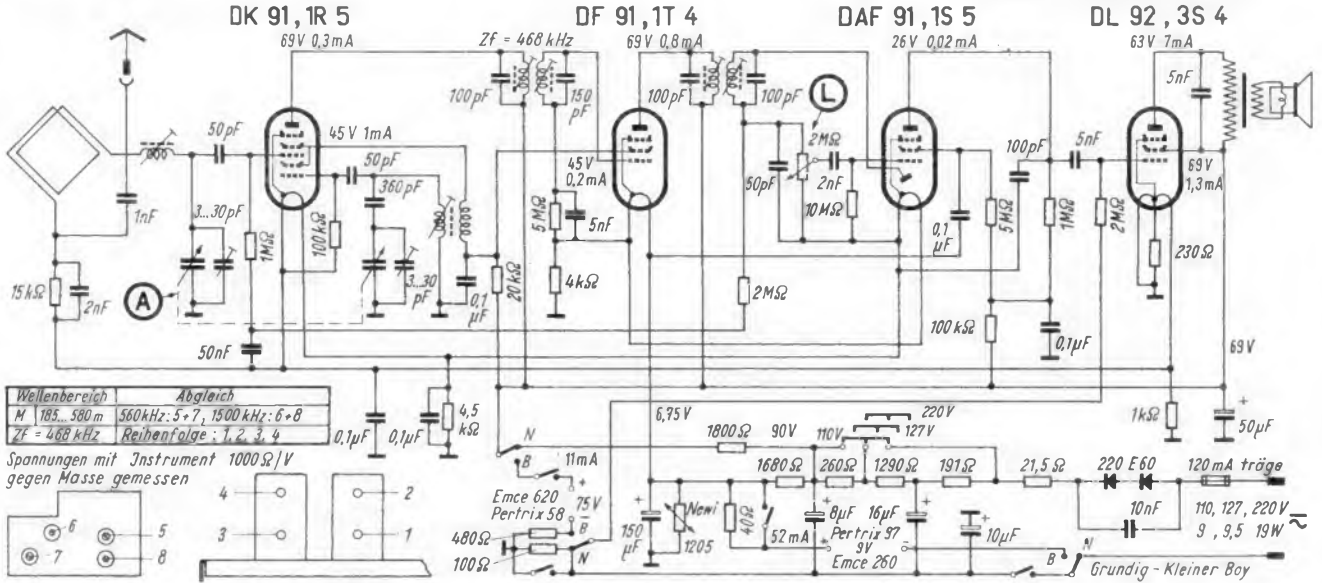 DK 91, 1R 5
DF 91, 1T 4
DAF 91, 1S 5
DL 92, 3S 4
69V 0,3mA
Zf = 468 kHz
69V 0,8mA
26V 0,02mA
63V 7mA
100pF
150
pF
100pF
100pF
L
5nF
50pF
45V 1mA
50pF
360pF
45V
0,2mA
50pF
2MΩ
2nF
10MΩ
100pF
5nF
69V
1,3mA
1nF
3...30pF
1MΩ
100kΩ
3...30
pF
0,1
µF
20kΩ
5MΩ
5nF
4kΩ
2MΩ
0,1
µF
5MΩ
1MΩ
2MΩ
230Ω
15kΩ
2nF
A
50nF
100kΩ
0,1µF
69V
Wellenbereich
Abgleich
M
185...580m
560kHz: 5+7, 1500kHz: 6+8
Zf = 468 kHz
Reihenfolge: 1, 2, 3, 4
0,1µF
0,1µF
4,5
kΩ
6,75V
220V
127V
110V
90V
1800Ω
1kΩ
+
50µF
Spannungen mit Instrument 1000Ω/V
gegen Masse gemessen
N
B
11mA
1680Ω
260Ω
1290Ω
191Ω
21,5Ω
220 E60
120mA träge
+
75V
-
B
N
Emce 620
Pertrix 58
480Ω
100Ω
+
150
µF
Newi
1205
40Ω
52mA
+
8µF
16µF
+
Pertrix 97
+ 9V -
Emce 260
+
10µF
10nF
110, 127, 220V
9, 9,5 19W
B
N
Grundig - Kleiner Boy
6
5
7
8
4
2
3
1